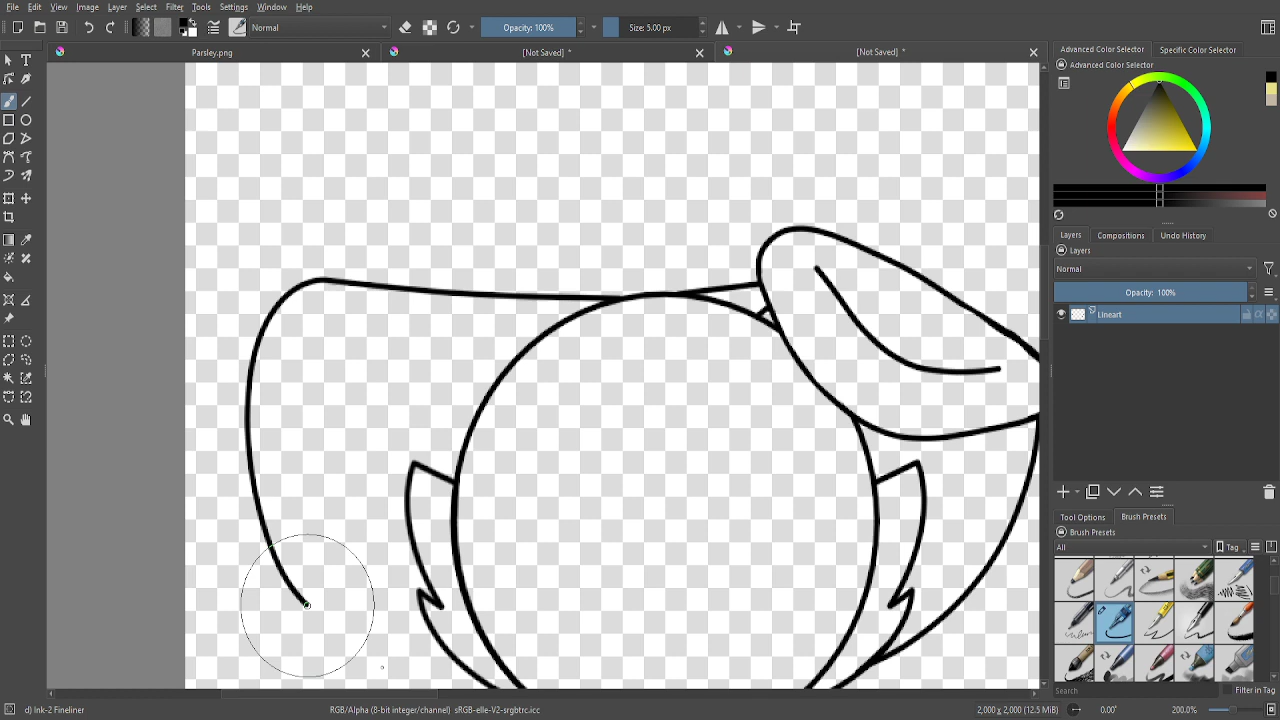 File Edit View Image Layer Select Filter Tools Settings Window Help
Normal Opacity: 100% Size: 5.00 px
Parsley.png [Not Saved] * [Not Saved] *
Advanced Color Selector Specific Color Selector
Advanced Color Selector
Layers Compositions Undo History
Layers
Normal
Opacity: 100%
Lineart
Tool Options Brush Presets
Brush Presets
All Tag
Search Filter in Tag
d) Ink-2 Fineliner RGB/Alpha (8-bit integer/channel) sRGB-elle-V2-srgbtrc.icc 2,000 x 2,000 (12.5 MiB) 0.00° 200.0%